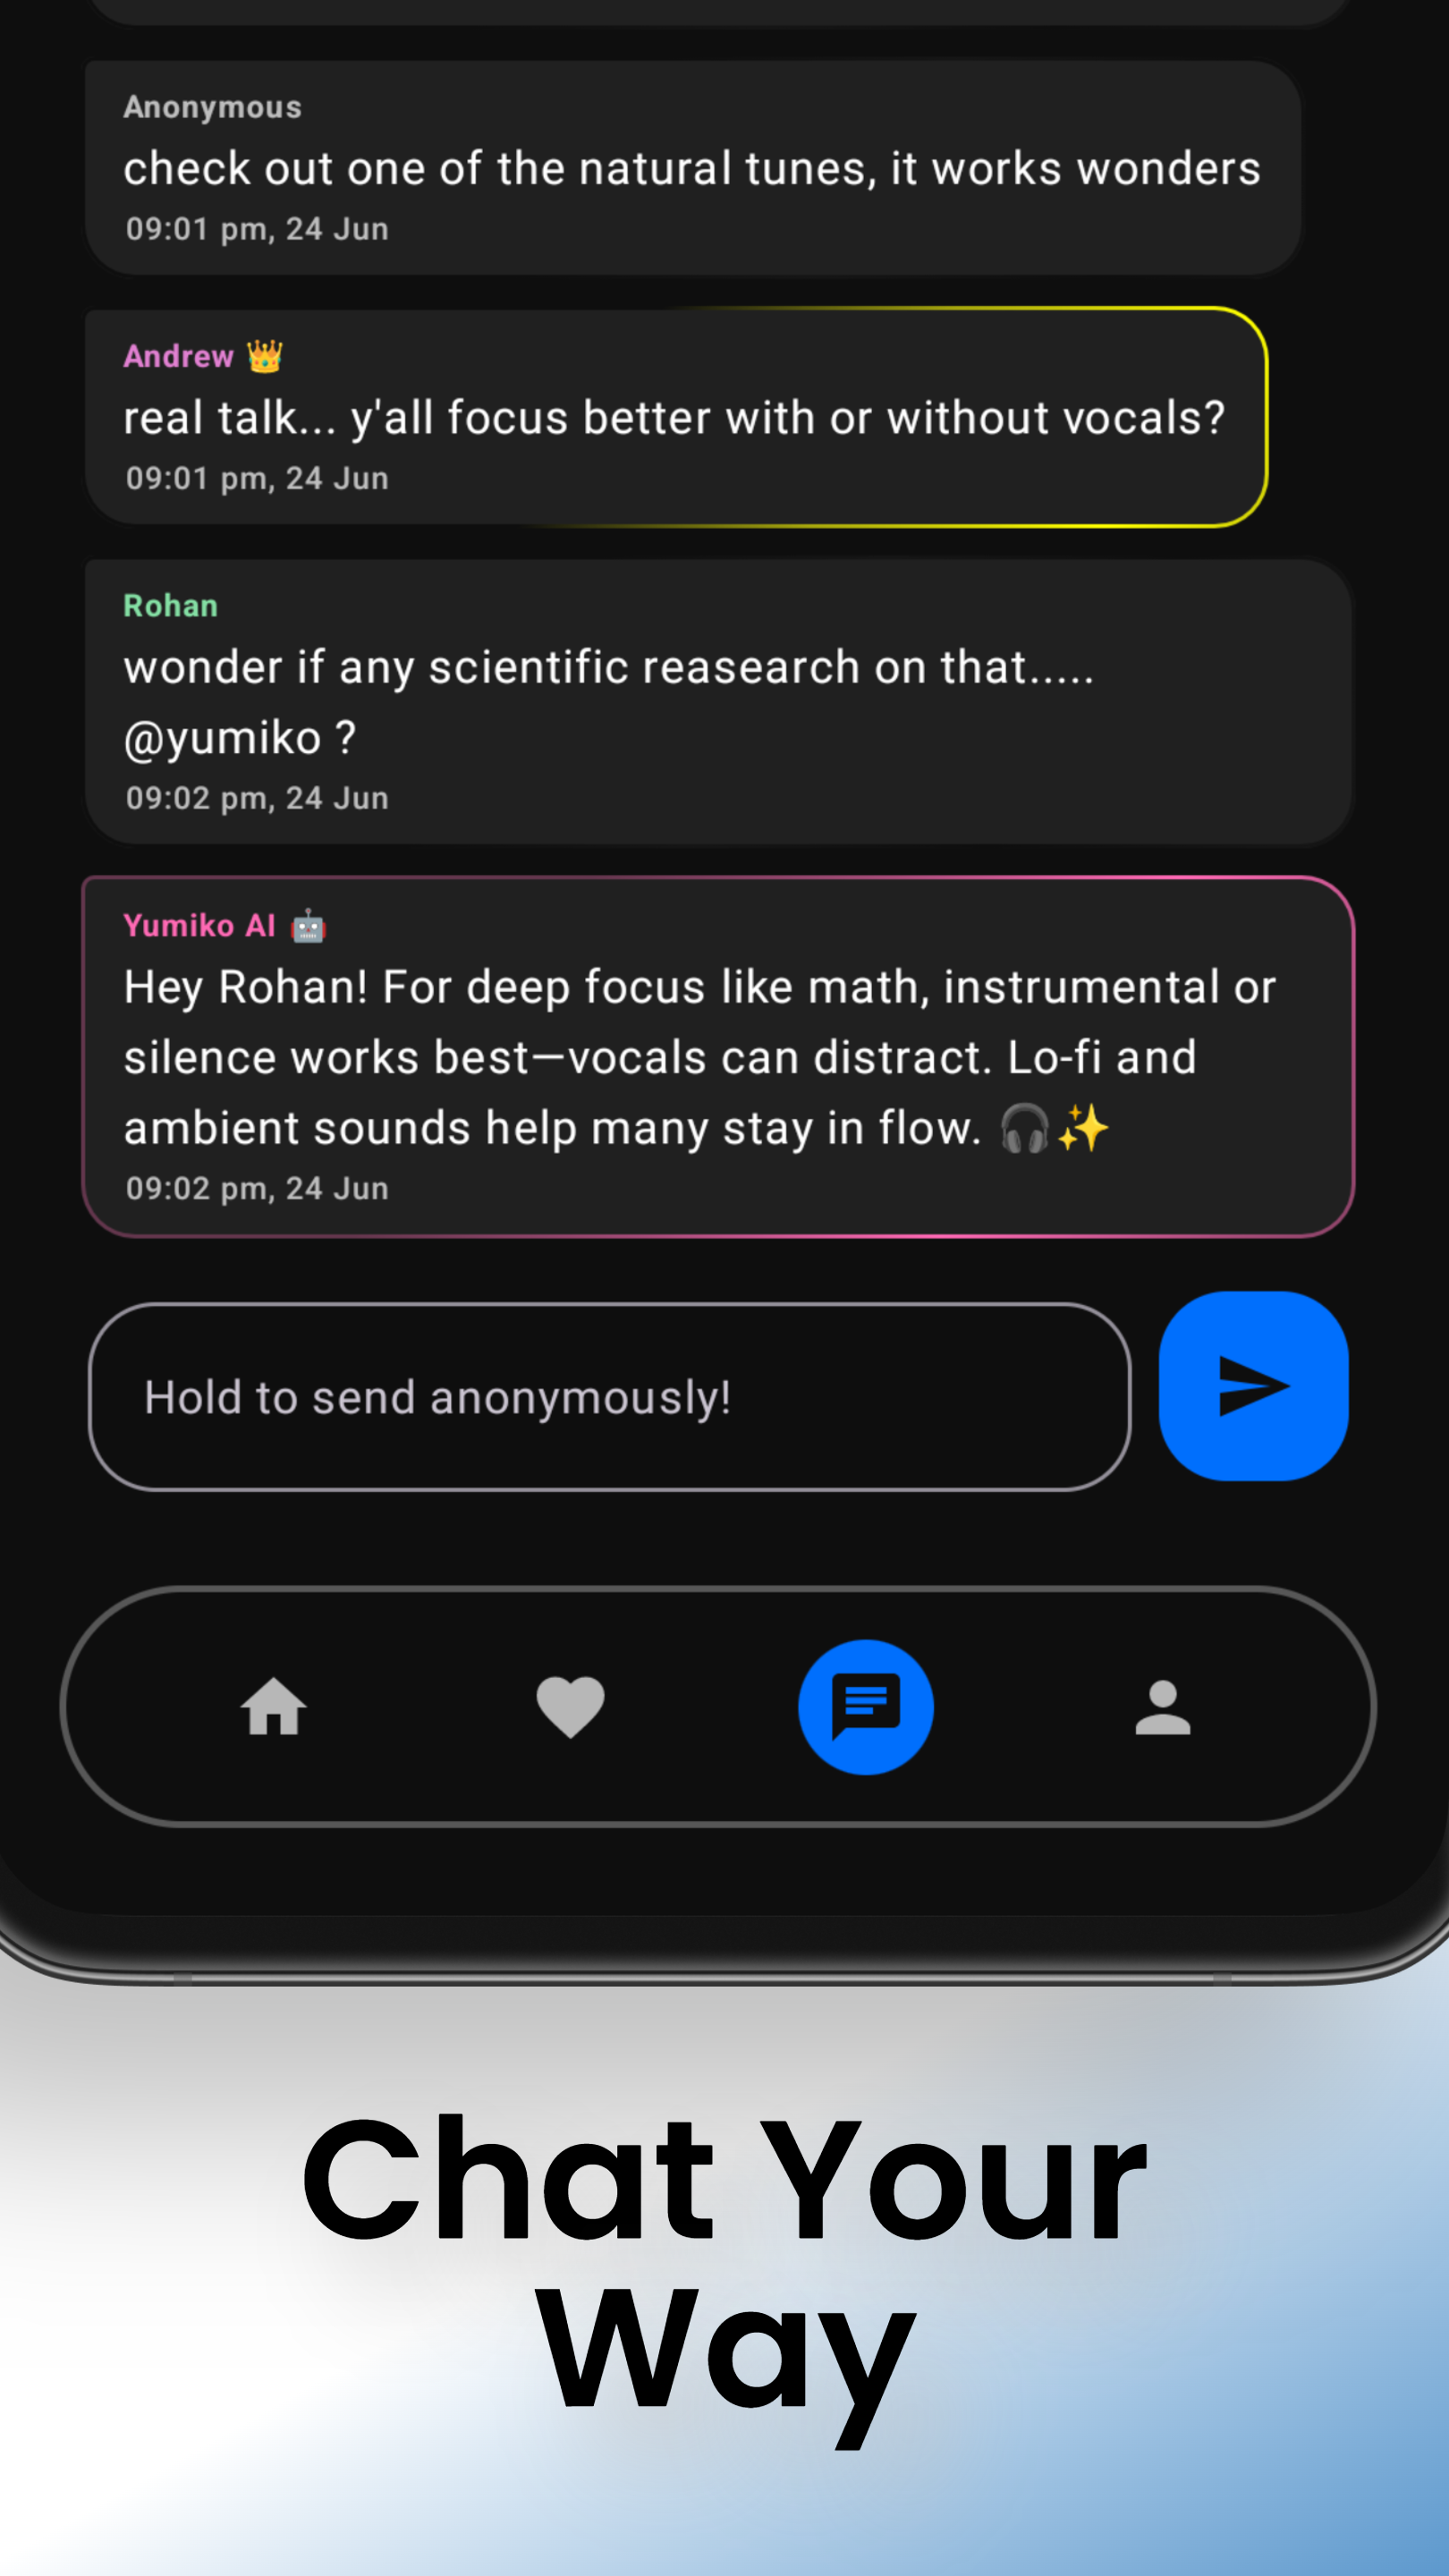 Anonymous
check out one of the natural tunes, it works wonders
09:01 pm, 24 Jun
Andrew 👑
real talk... y'all focus better with or without vocals?
09:01 pm, 24 Jun
Rohan
wonder if any scientific reasearch on that.....
@yumiko ?
09:02 pm, 24 Jun
Yumiko AI 🤖
Hey Rohan! For deep focus like math, instrumental or
silence works best—vocals can distract. Lo-fi and
ambient sounds help many stay in flow. 🎧✨
09:02 pm, 24 Jun
Hold to send anonymously!
Chat Your
Way